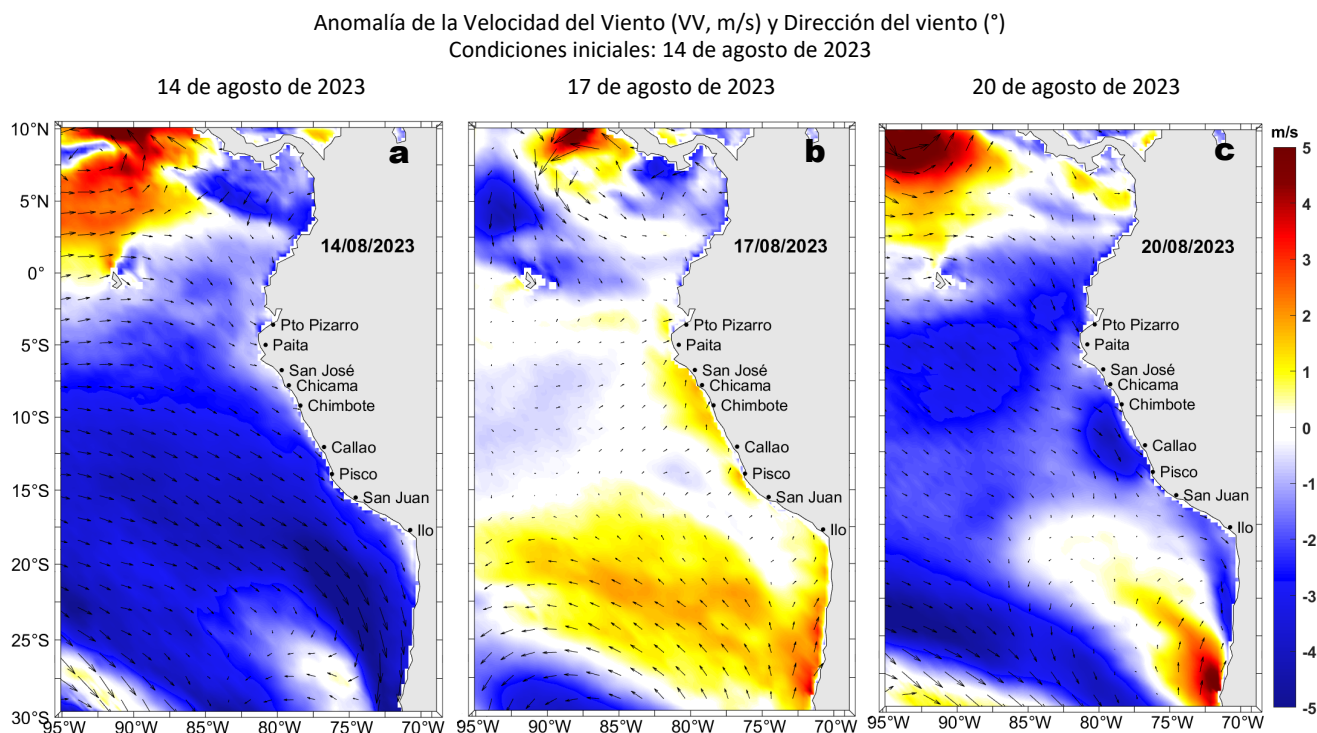 Anomalía de la Velocidad del Viento (VV, m/s) y Dirección del viento (°)
Condiciones iniciales: 14 de agosto de 2023
14 de agosto de 2023
17 de agosto de 2023
20 de agosto de 2023
10°N
5°N
0°
5°S
10°S
15°S
20°S
25°S
30°S
a
14/08/2023
Pto Pizarro
Paita
San José
Chicama
Chimbote
Callao
Pisco
San Juan
Ilo
95°W 90°W 85°W 80°W 75°W 70°W
b
17/08/2023
Pto Pizarro
Paita
San José
Chicama
Chimbote
Callao
Pisco
San Juan
Ilo
95°W 90°W 85°W 80°W 75°W 70°W
c
20/08/2023
Pto Pizarro
Paita
San José
Chicama
Chimbote
Callao
Pisco
San Juan
Ilo
95°W 90°W 85°W 80°W 75°W 70°W
m/s
5
4
3
2
1
0
-1
-2
-3
-4
-5